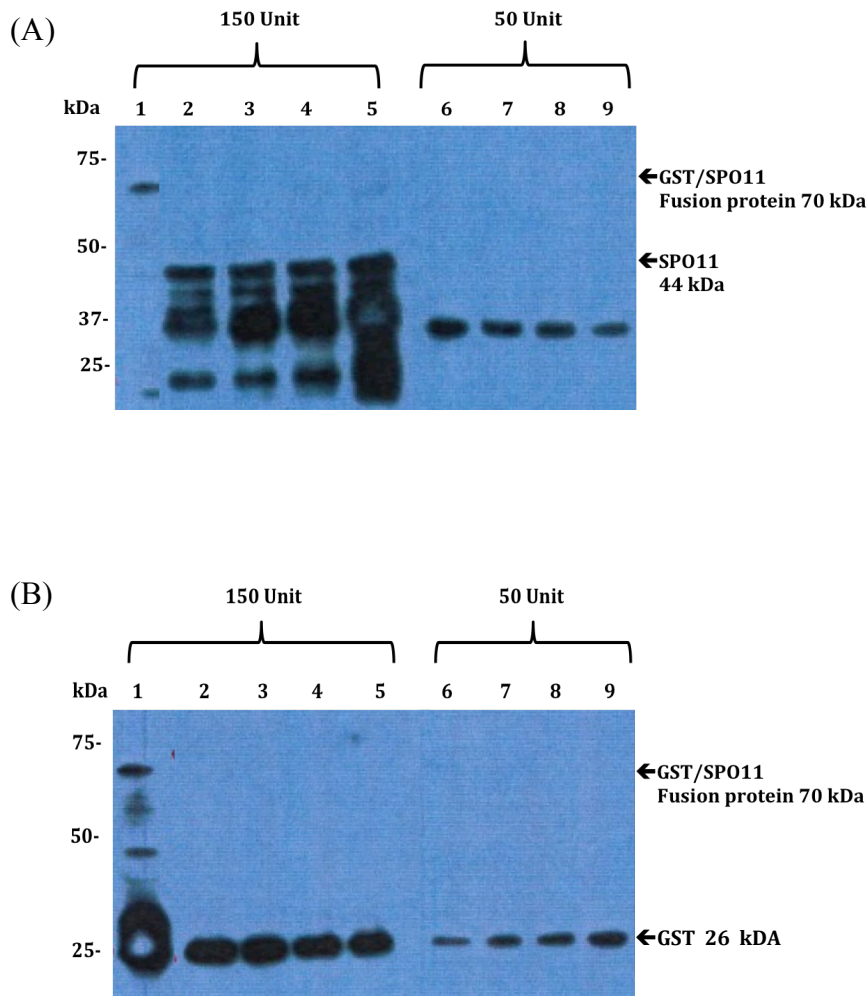 (A)
150 Unit
50 Unit
kDa 1 2 3 4 5 6 7 8 9
75-
←GST/SPO11
Fusion protein 70 kDa
50-
←SPO11
44 kDa
37-
25-
(B)
150 Unit
50 Unit
kDa 1 2 3 4 5 6 7 8 9
75-
←GST/SPO11
Fusion protein 70 kDa
50-
25-
←GST 26 kDA